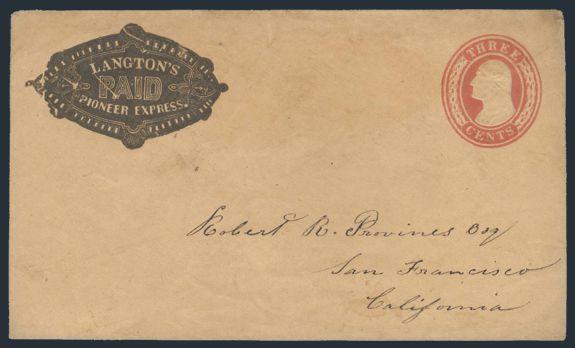 LANGTON'S
PAID
PIONEER EXPRESS.
THREE
CENTS
Robert R. Provines Esq
San Francisco
California